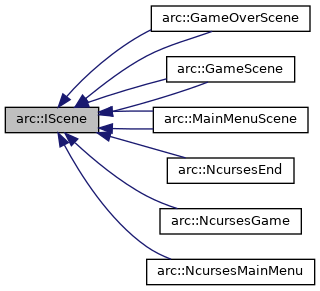 arc::GameOverScene
arc::GameScene
arc::IScene
arc::MainMenuScene
arc::NcursesEnd
arc::NcursesGame
arc::NcursesMainMenu